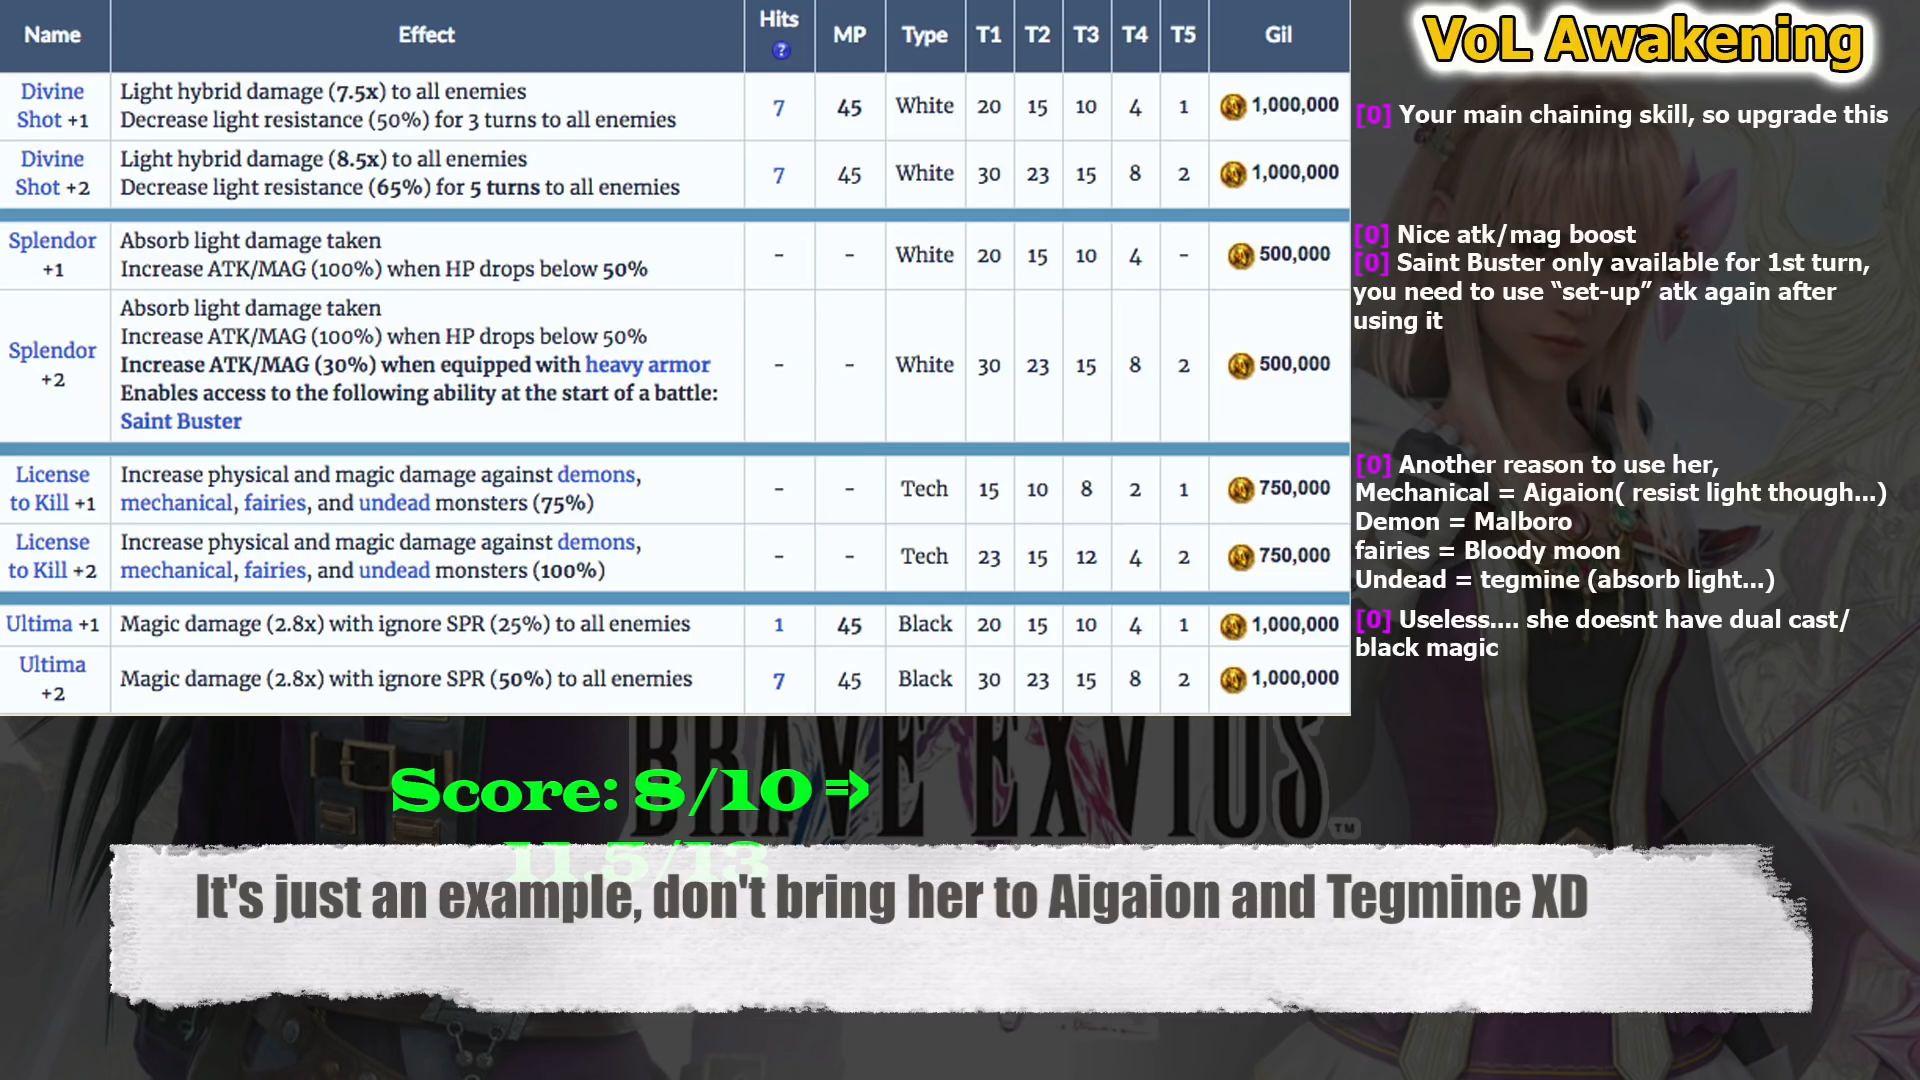 Name Effect Hits ? MP Type T1 T2 T3 T4 T5 Gil
Divine Shot +1 Light hybrid damage (7.5x) to all enemies
Decrease light resistance (50%) for 3 turns to all enemies 7 45 White 20 15 10 4 1 1,000,000
Divine Shot +2 Light hybrid damage (8.5x) to all enemies
Decrease light resistance (65%) for 5 turns to all enemies 7 45 White 30 23 15 8 2 1,000,000
Splendor +1 Absorb light damage taken
Increase ATK/MAG (100%) when HP drops below 50% - - White 20 15 10 4 - 500,000
Splendor +2 Absorb light damage taken
Increase ATK/MAG (100%) when HP drops below 50%
Increase ATK/MAG (30%) when equipped with heavy armor
Enables access to the following ability at the start of a battle:
Saint Buster - - White 30 23 15 8 2 500,000
License to Kill +1 Increase physical and magic damage against demons,
mechanical, fairies, and undead monsters (75%) - - Tech 15 10 8 2 1 750,000
License to Kill +2 Increase physical and magic damage against demons,
mechanical, fairies, and undead monsters (100%) - - Tech 23 15 12 4 2 750,000
Ultima +1 Magic damage (2.8x) with ignore SPR (25%) to all enemies 1 45 Black 20 15 10 4 1 1,000,000
Ultima +2 Magic damage (2.8x) with ignore SPR (50%) to all enemies 7 45 Black 30 23 15 8 2 1,000,000
VoL Awakening
[0] Your main chaining skill, so upgrade this
[0] Nice atk/mag boost
[0] Saint Buster only available for 1st turn,
you need to use “set-up” atk again after
using it
[0] Another reason to use her,
Mechanical = Aigaion( resist light though...)
Demon = Malboro
fairies = Bloody moon
Undead = tegmine (absorb light...)
[0] Useless.... she doesnt have dual cast/
black magic
BRAVE EXVIUS TM
Score: 8/10 =>
11.5/13
It's just an example, don't bring her to Aigaion and Tegmine XD